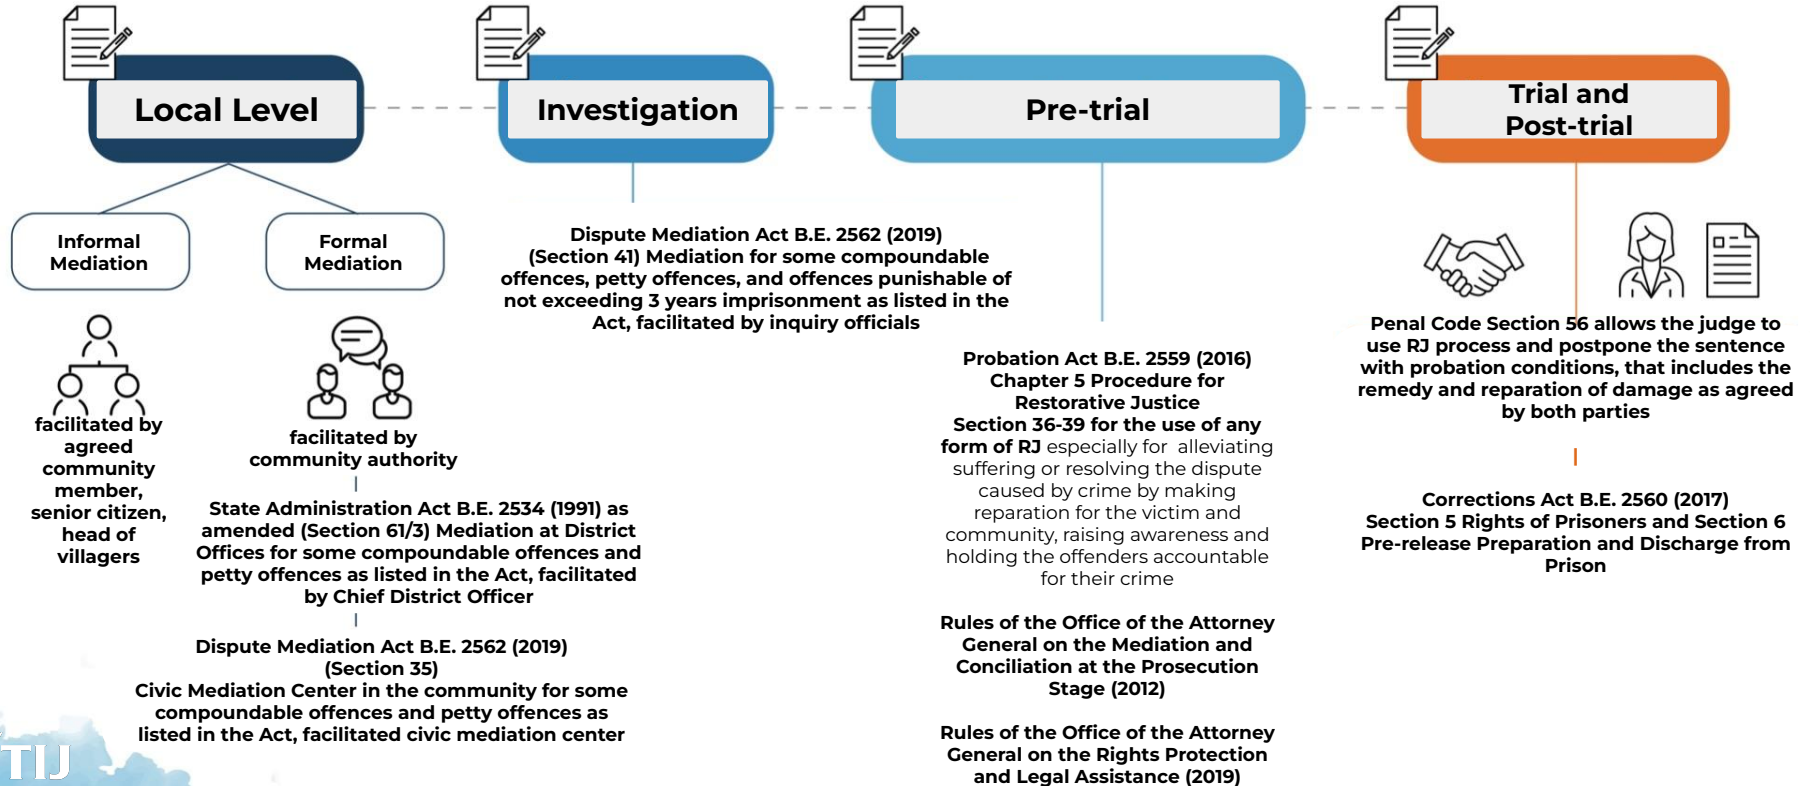 Local Level
Informal
Mediation
facilitated by
agreed
community
member,
senior citizen,
head of
villagers
Formal
Mediation
facilitated by
community authority
State Administration Act B.E. 2534 (1991) as
amended (Section 61/3) Mediation at District
Offices for some compoundable offences and
petty offences as listed in the Act, facilitated
by Chief District Officer
Dispute Mediation Act B.E. 2562 (2019)
(Section 35)
Civic Mediation Center in the community for some
compoundable offences and petty offences as
listed in the Act, facilitated civic mediation center
Investigation
Dispute Mediation Act B.E. 2562 (2019)
(Section 41) Mediation for some compoundable
offences, petty offences, and offences punishable of
not exceeding 3 years imprisonment as listed in the
Act, facilitated by inquiry officials
Pre-trial
Probation Act B.E. 2559 (2016)
Chapter 5 Procedure for
Restorative Justice
Section 36-39 for the use of any
form of RJ especially for alleviating
suffering or resolving the dispute
caused by crime by making
reparation for the victim and
community, raising awareness and
holding the offenders accountable
for their crime
Rules of the Office of the Attorney
General on the Mediation and
Conciliation at the Prosecution
Stage (2012)
Rules of the Office of the Attorney
General on the Rights Protection
and Legal Assistance (2019)
Trial and
Post-trial
Penal Code Section 56 allows the judge to
use RJ process and postpone the sentence
with probation conditions, that includes the
remedy and reparation of damage as agreed
by both parties
Corrections Act B.E. 2560 (2017)
Section 5 Rights of Prisoners and Section 6
Pre-release Preparation and Discharge from
Prison
TIJ